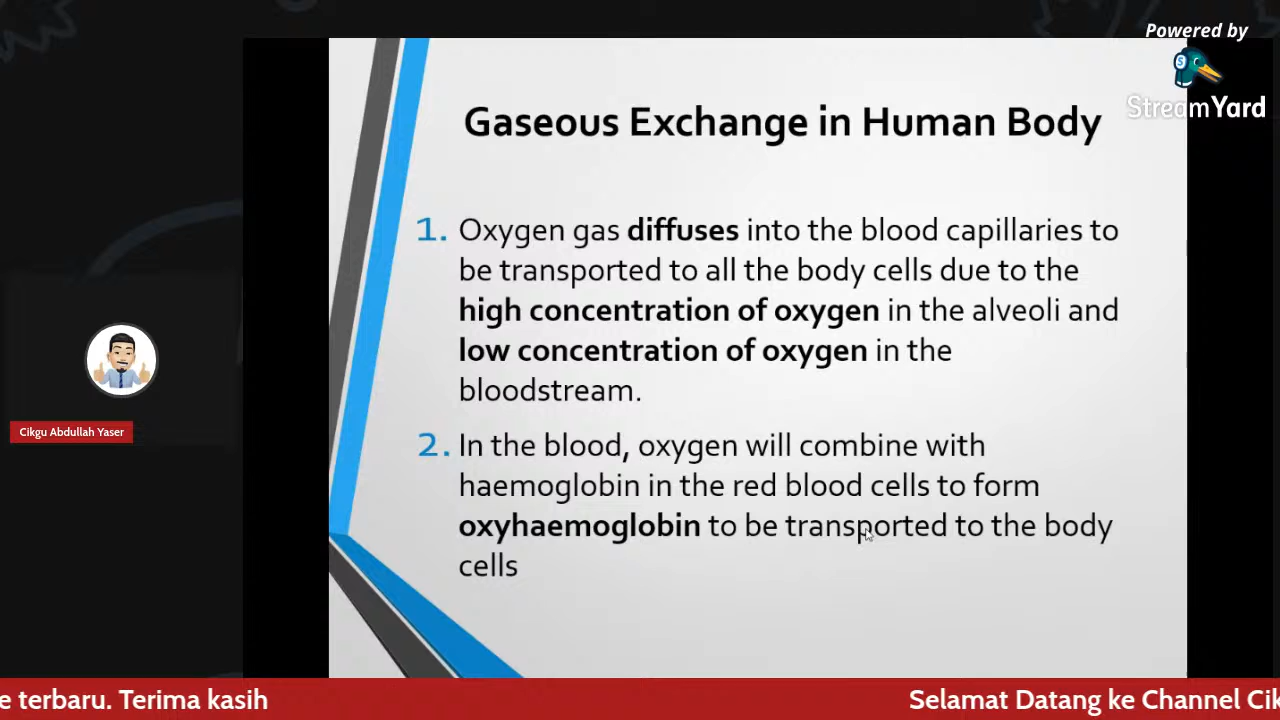 Powered by
StreamYard
Gaseous Exchange in Human Body
1. Oxygen gas diffuses into the blood capillaries to
be transported to all the body cells due to the
high concentration of oxygen in the alveoli and
low concentration of oxygen in the
bloodstream.
2. In the blood, oxygen will combine with
haemoglobin in the red blood cells to form
oxyhaemoglobin to be transported to the body
cells
Cikgu Abdullah Yaser
e terbaru. Terima kasih
Selamat Datang ke Channel Cik